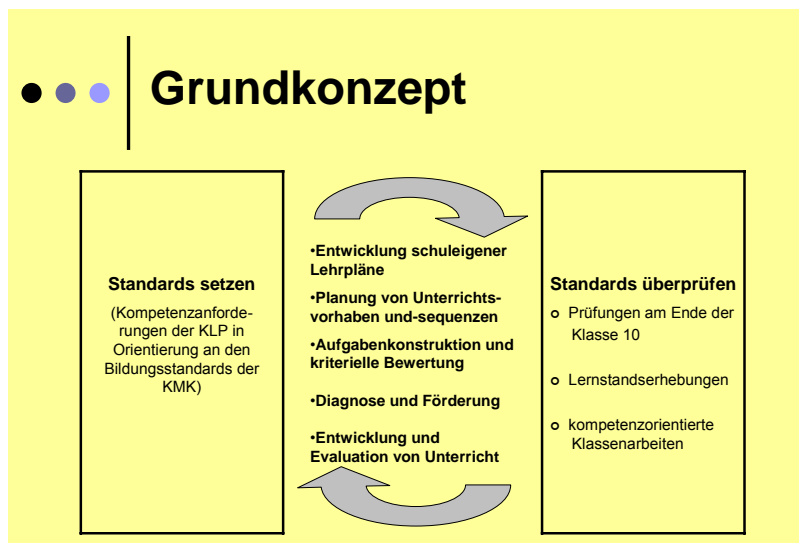 Grundkonzept
Standards setzen
(Kompetenzanforde-
rungen der KLP in
Orientierung an den
Bildungsstandards der
KMK)
•Entwicklung schuleigener
Lehrpläne
•Planung von Unterrichts-
vorhaben und-sequenzen
•Aufgabenkonstruktion und
kriterielle Bewertung
•Diagnose und Förderung
•Entwicklung und
Evaluation von Unterricht
Standards überprüfen
o Prüfungen am Ende der
Klasse 10
o Lernstandserhebungen
o kompetenzorientierte
Klassenarbeiten